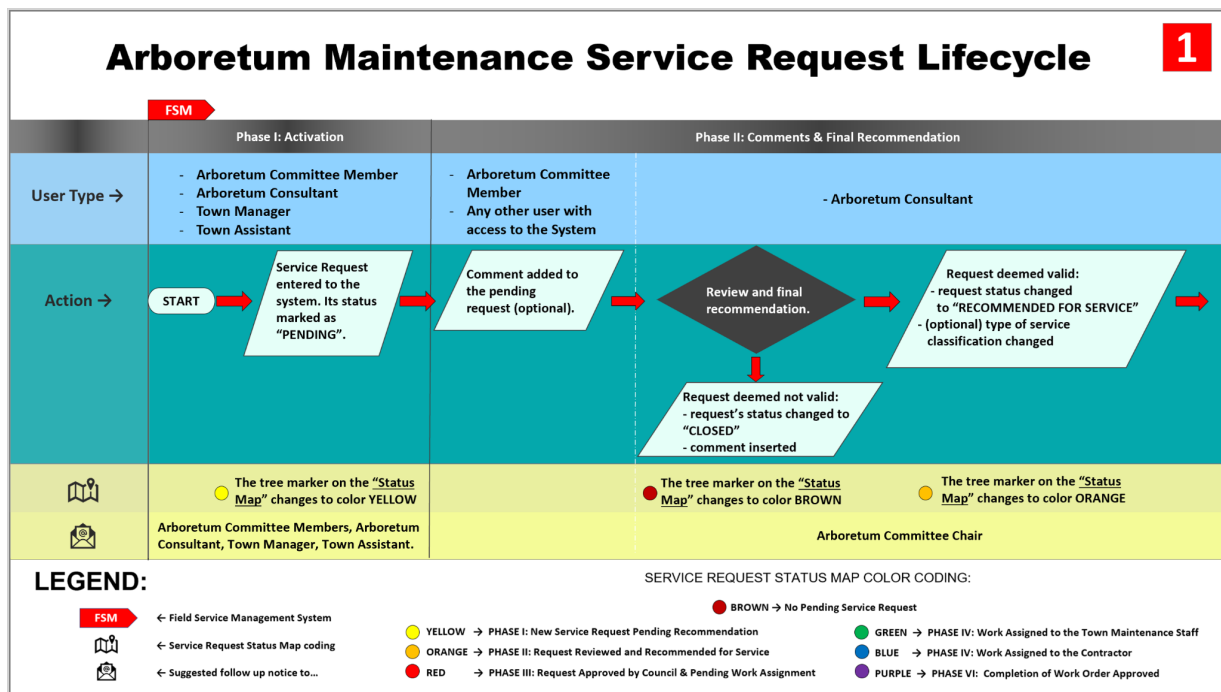 Arboretum Maintenance Service Request Lifecycle
1
FSM
Phase I: Activation
Phase II: Comments & Final Recommendation
User Type →
- Arboretum Committee Member
- Arboretum Consultant
- Town Manager
- Town Assistant
- Arboretum Committee
Member
- Any other user with
access to the System
- Arboretum Consultant
Action →
START
Service Request
entered to the
system. Its status
marked as
“PENDING”.
Comment added to
the pending
request (optional).
Review and final
recommendation.
Request deemed valid:
- request status changed
to “RECOMMENDED FOR SERVICE”
- (optional) type of service
classification changed
Request deemed not valid:
- request’s status changed to
“CLOSED”
- comment inserted
The tree marker on the “Status
Map” changes to color YELLOW
The tree marker on the “Status
Map” changes to color BROWN
The tree marker on the “Status
Map” changes to color ORANGE
Arboretum Committee Members, Arboretum
Consultant, Town Manager, Town Assistant.
Arboretum Committee Chair
LEGEND:
FSM
← Field Service Management System
← Service Request Status Map coding
← Suggested follow up notice to...
SERVICE REQUEST STATUS MAP COLOR CODING:
BROWN → No Pending Service Request
YELLOW → PHASE I: New Service Request Pending Recommendation
ORANGE → PHASE II: Request Reviewed and Recommended for Service
RED → PHASE III: Request Approved by Council & Pending Work Assignment
GREEN → PHASE IV: Work Assigned to the Town Maintenance Staff
BLUE → PHASE IV: Work Assigned to the Contractor
PURPLE → PHASE VI: Completion of Work Order Approved